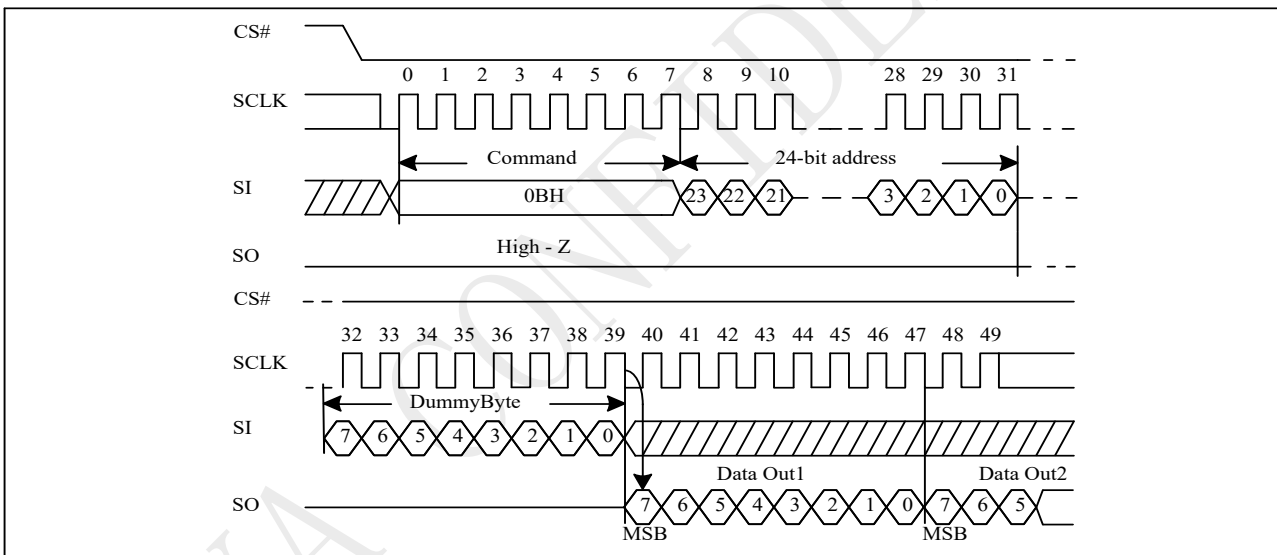 CS#
0 1 2 3 4 5 6 7 8 9 10 28 29 30 31
SCLK
Command 24-bit address
SI 0BH 23 22 21 3 2 1 0
High - Z
SO
CS#
32 33 34 35 36 37 38 39 40 41 42 43 44 45 46 47 48 49
SCLK
DummyByte
SI 7 6 5 4 3 2 1 0
Data Out1 Data Out2
SO 7 6 5 4 3 2 1 0 7 6 5
MSB MSB